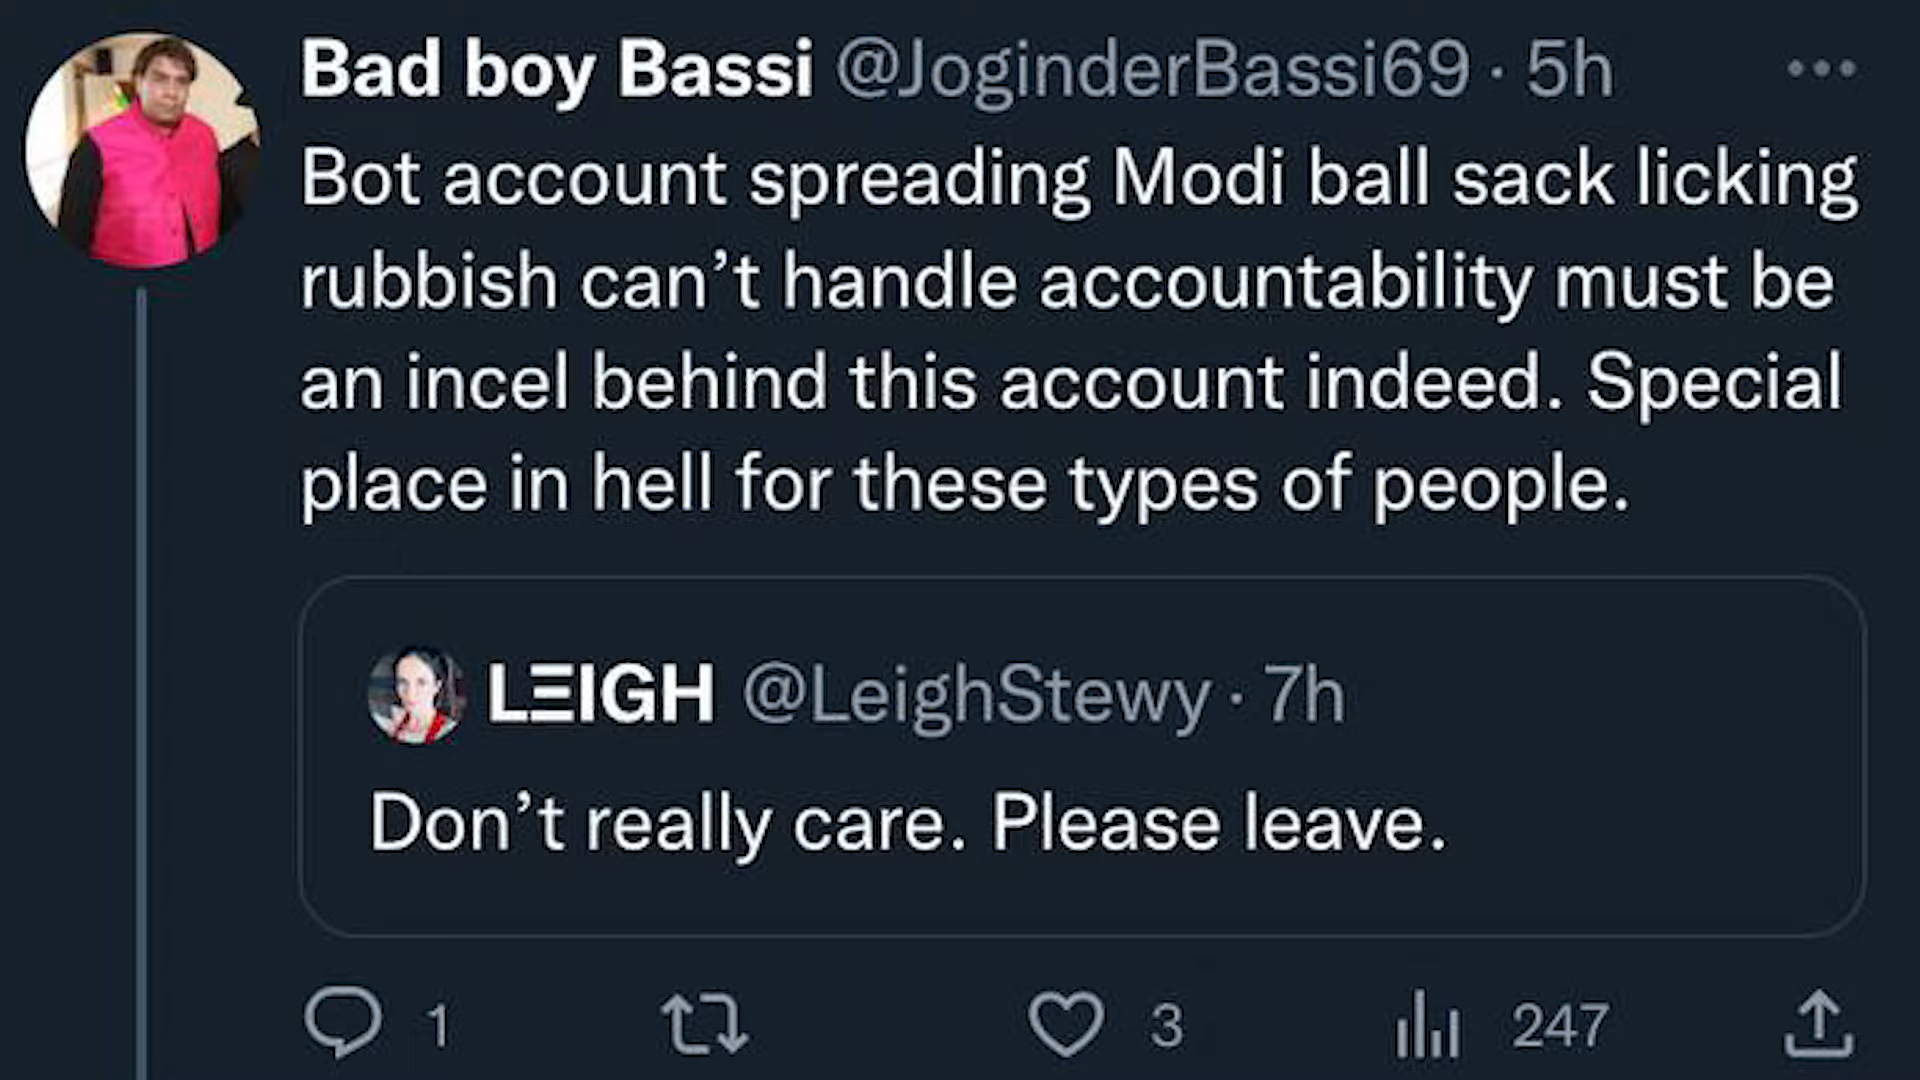 Bad boy Bassi @JoginderBassi69 · 5h
Bot account spreading Modi ball sack licking
rubbish can’t handle accountability must be
an incel behind this account indeed. Special
place in hell for these types of people.
LΞIGH @LeighStewy · 7h
Don’t really care. Please leave.
1 3 247